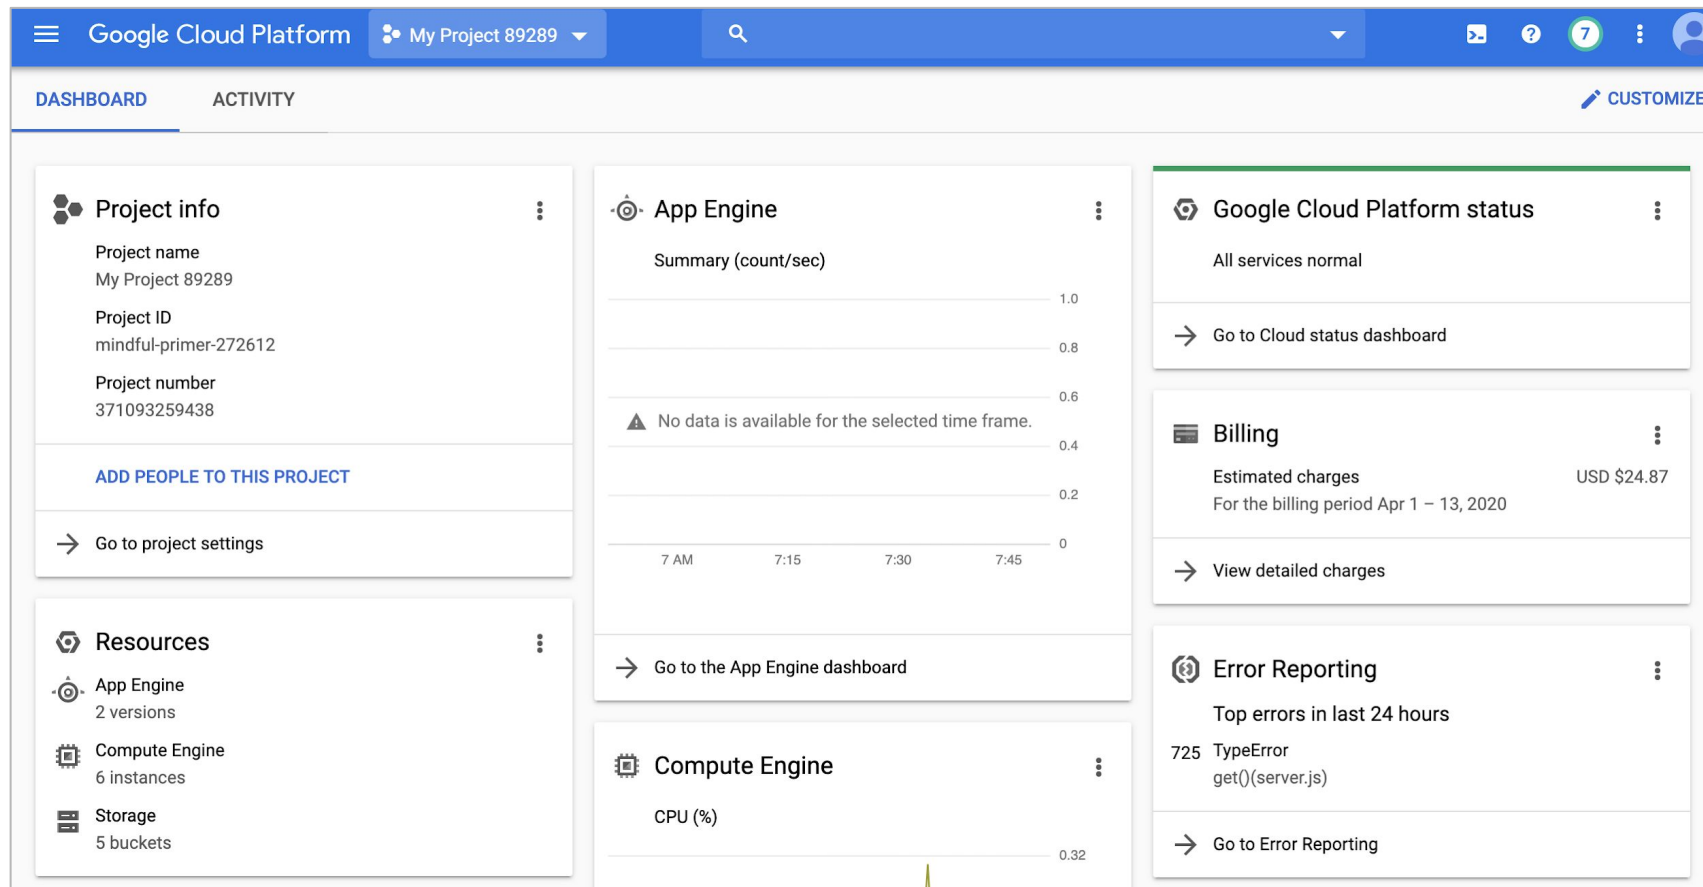 Google Cloud Platform My Project 89289 ? 7
DASHBOARD ACTIVITY CUSTOMIZE
Project info
Project name
My Project 89289
Project ID
mindful-primer-272612
Project number
371093259438
ADD PEOPLE TO THIS PROJECT
Go to project settings
Resources
App Engine
2 versions
Compute Engine
6 instances
Storage
5 buckets
App Engine
Summary (count/sec)
1.0
0.8
0.6
No data is available for the selected time frame.
0.4
0.2
0
7 AM 7:15 7:30 7:45
Go to the App Engine dashboard
Compute Engine
CPU (%)
0.32
Google Cloud Platform status
All services normal
Go to Cloud status dashboard
Billing
Estimated charges USD $24.87
For the billing period Apr 1 – 13, 2020
View detailed charges
Error Reporting
Top errors in last 24 hours
725 TypeError
get()(server.js)
Go to Error Reporting